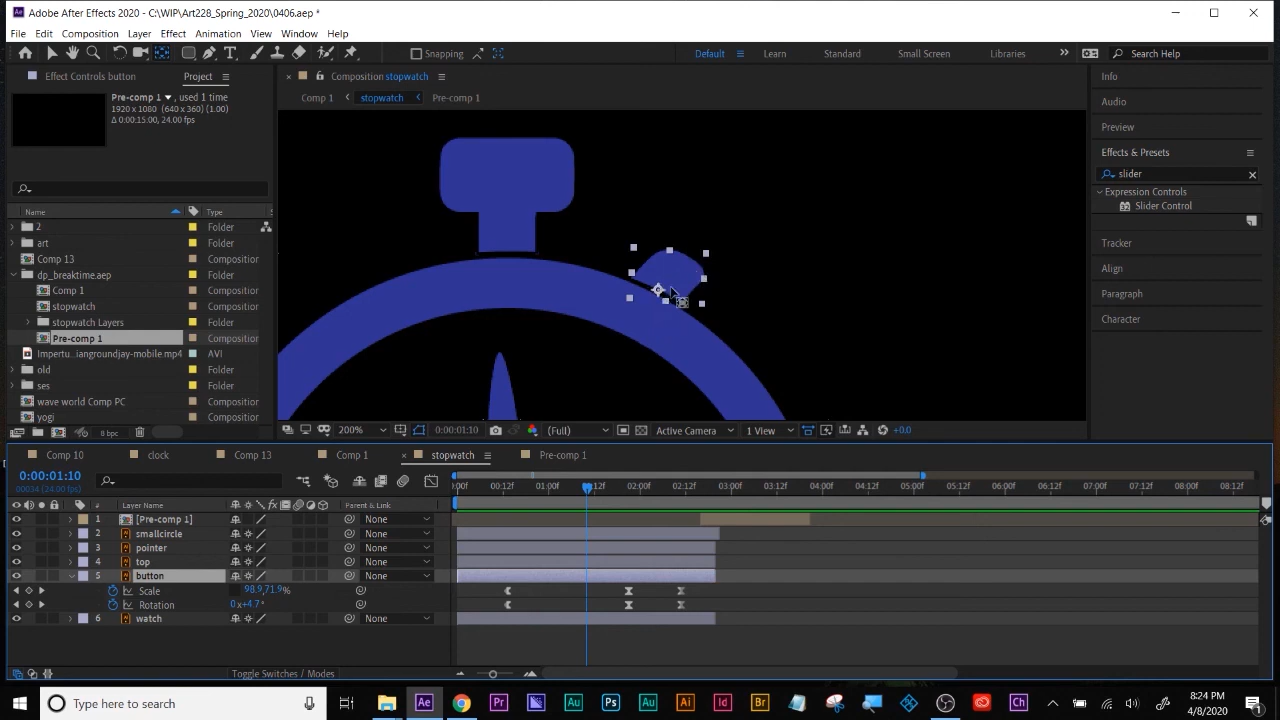 Adobe After Effects 2020 - C:\WIP\Art228_Spring_2020\0406.aep *
File Edit Composition Layer Effect Animation View Window Help
Snapping Default Learn Standard Small Screen Libraries Search Help
Effect Controls button Project Composition stopwatch Info
Pre-comp 1 , used 1 time
1920 x 1080 (640 x 360) (1.00)
Δ 0:00:15:00, 24.00 fps
Comp 1 stopwatch Pre-comp 1
Audio
Preview
Effects & Presets
slider
Expression Controls
Slider Control
Tracker
Align
Paragraph
Character
Name Type
2 Folder
art Folder
Comp 13 Composition
dp_breaktime.aep Folder
Comp 1 Composition
stopwatch Composition
stopwatch Layers Folder
Pre-comp 1 Composition
Impertu...iangroundjay-mobile.mp4 AVI
old Folder
ses Folder
wave world Comp PC Composition
yogi Composition
8 bpc 200% 0:00:01:10 (Full) Active Camera 1 View +0.0
Comp 10 clock Comp 13 Comp 1 stopwatch Pre-comp 1
0:00:01:10
00034 (24.00 fps)
:00f 00:12f 01:00f 12f 02:00f 02:12f 03:00f 03:12f 04:00f 04:12f 05:00f 05:12f 06:00f 06:12f 07:00f 07:12f 08:00f 08:12f
# Layer Name Parent & Link
1 [Pre-comp 1] None
2 smallcircle None
3 pointer None
4 top None
5 button None
Scale 98.9,71.9%
Rotation 0x+4.7°
6 watch None
Toggle Switches / Modes
Type here to search
8:24 PM
4/8/2020